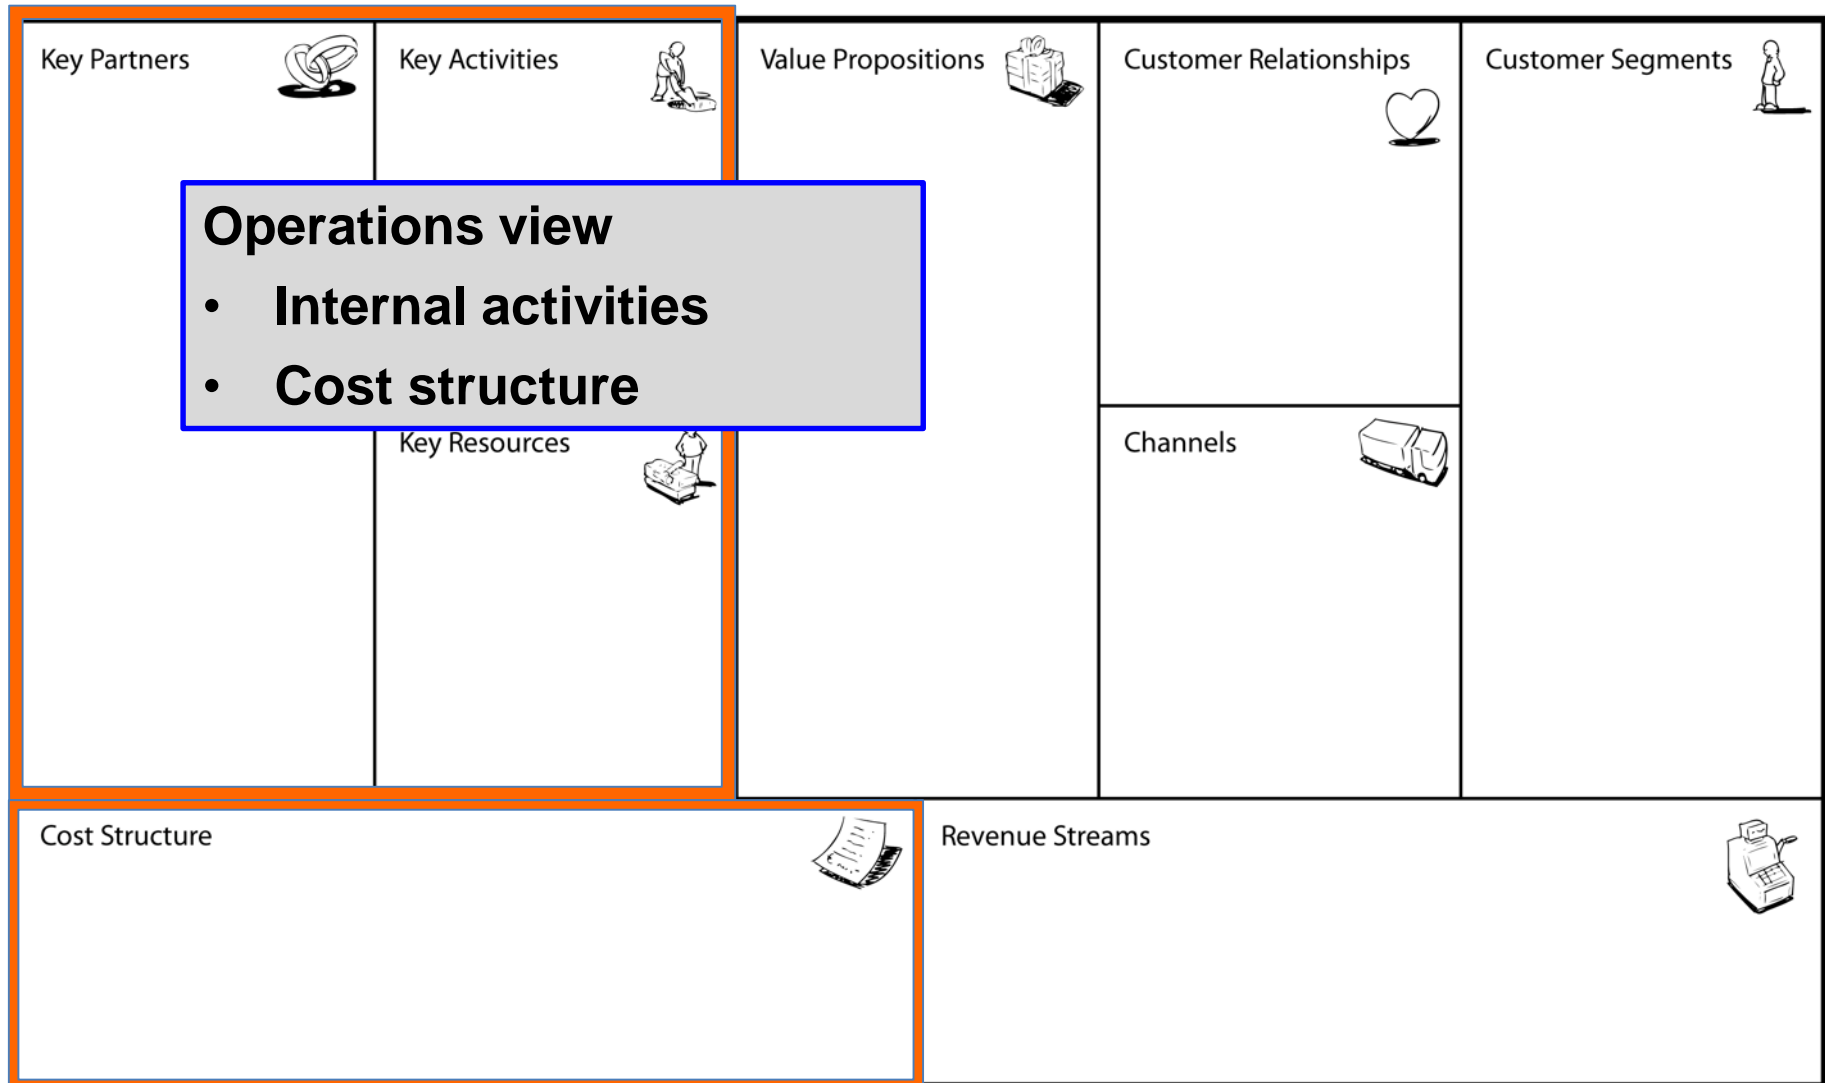 Key Partners
Key Activities
Value Propositions
Customer Relationships
Customer Segments
Operations view
• Internal activities
• Cost structure
Key Resources
Channels
Cost Structure
Revenue Streams